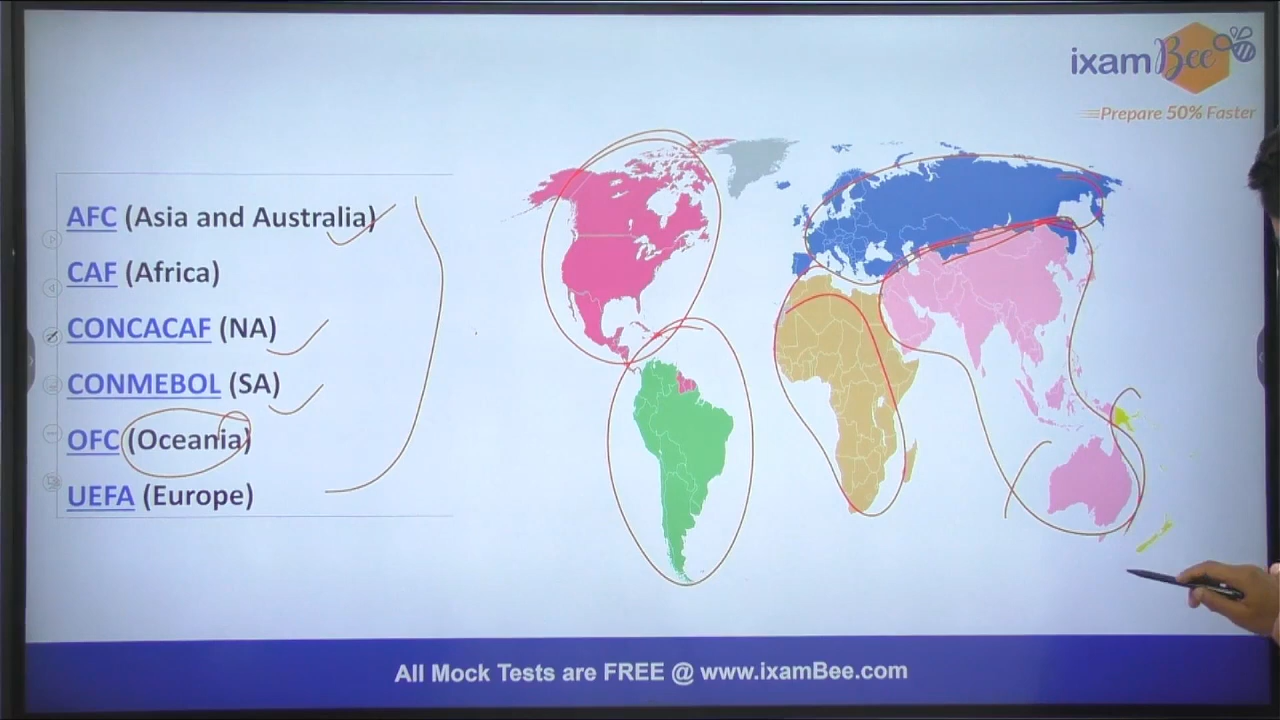 ixamBee
Prepare 50% Faster
AFC (Asia and Australia)
CAF (Africa)
CONCACAF (NA)
CONMEBOL (SA)
OFC (Oceania)
UEFA (Europe)
All Mock Tests are FREE @ www.ixamBee.com